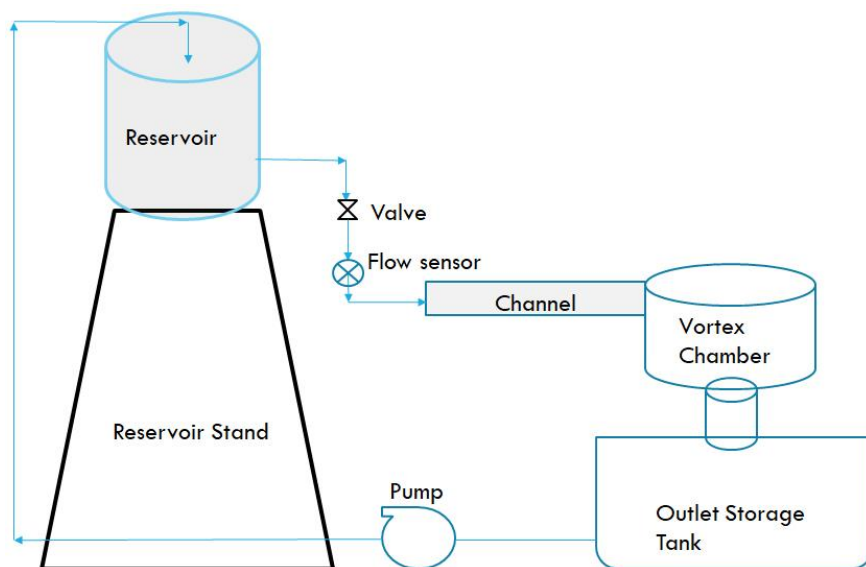 Reservoir
Valve
Flow sensor
Channel
Vortex
Chamber
Reservoir Stand
Pump
Outlet Storage
Tank